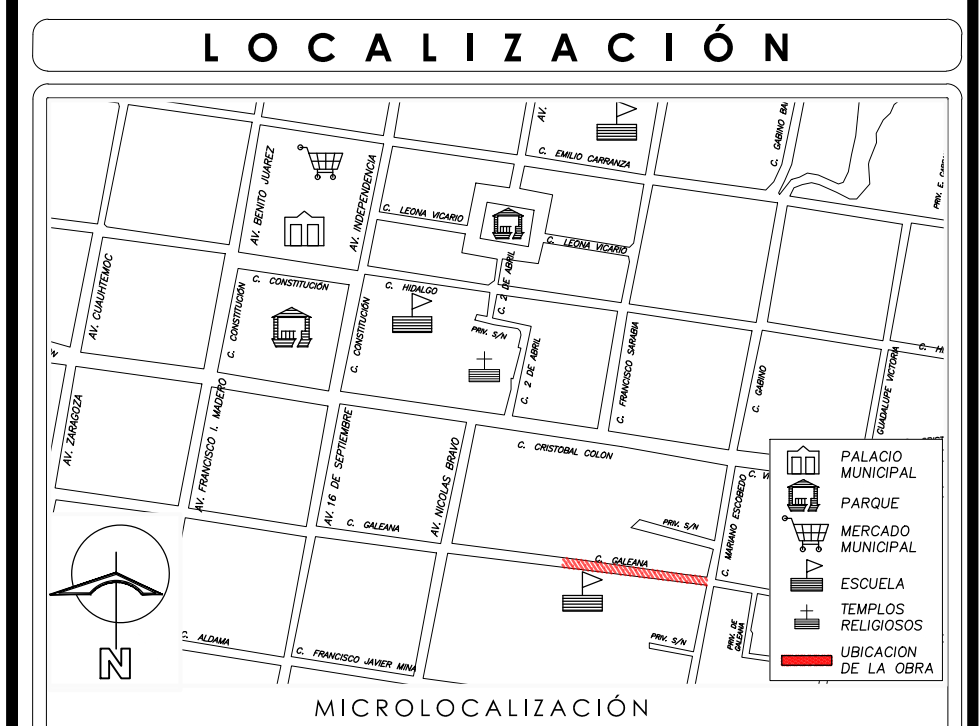 LOCALIZACIÓN
AV.
C. EMILIO CARRANZA
C. GABINO
PRIV. E.
AV. BENITO JUAREZ
AV. INDEPENDENCIA
C. LEONA VICARIO
C. LEONA VICARIO
AV. CUAUHTEMOC
C. CONSTITUCIÓN
C. CONSTITUCIÓN
C. CONSTITUCIÓN
C. HIDALGO
C. 2 DE ABRIL
PRIV. S/N
C. 2 DE ABRIL
C. FRANCISCO SARABIA
C. GABINO
GUADALUPE VICTORIA
AV. ZARAGOZA
AV. FRANCISCO I. MADERO
AV. 16 DE SEPTIEMBRE
AV. NICOLAS BRAVO
C. CRISTOBAL COLON
C. MARIANO ESCOBEDO
PRIV. S/N
C. GALEANA
C. GALEANA
C. ALDAMA
C. FRANCISCO JAVIER MINA
PRIV. S/N
PRIV. DE
GALEANA
PALACIO
MUNICIPAL
PARQUE
MERCADO
MUNICIPAL
ESCUELA
TEMPLOS
RELIGIOSOS
UBICACION
DE LA OBRA
N
MICROLOCALIZACIÓN